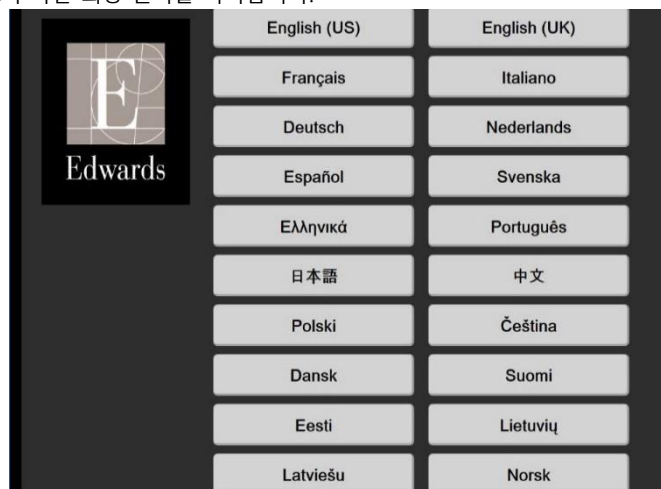 E
Edwards
English (US)
English (UK)
Français
Italiano
Deutsch
Nederlands
Español
Svenska
Ελληνικά
Português
日本語
中文
Polski
Čeština
Dansk
Suomi
Eesti
Lietuvių
Latviešu
Norsk